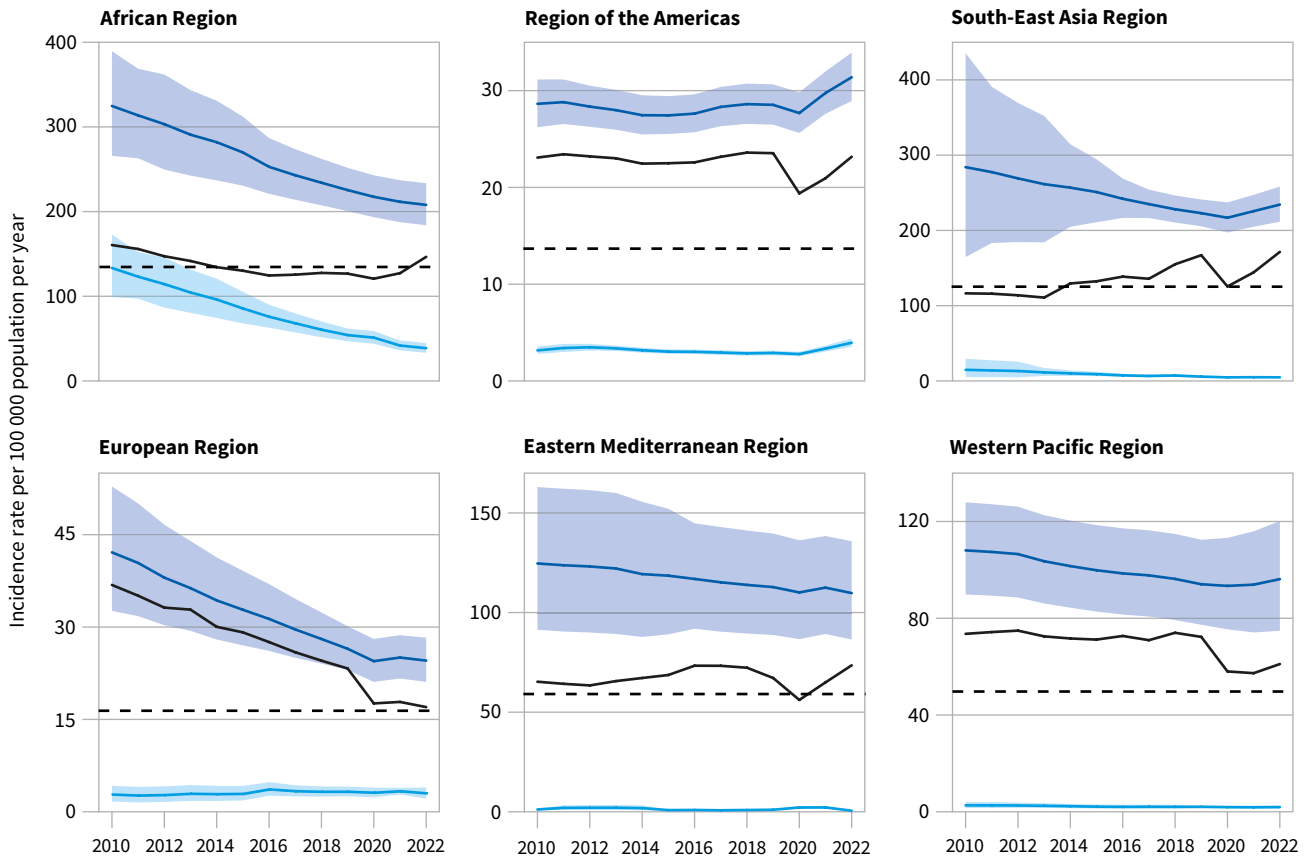 African Region
Region of the Americas
South-East Asia Region
400
300
200
100
0
30
20
10
0
400
300
200
100
0
Incidence rate per 100 000 population per year
European Region
Eastern Mediterranean Region
Western Pacific Region
45
30
15
0
150
100
50
0
120
80
40
0
2010 2012 2014 2016 2018 2020 2022
2010 2012 2014 2016 2018 2020 2022
2010 2012 2014 2016 2018 2020 2022